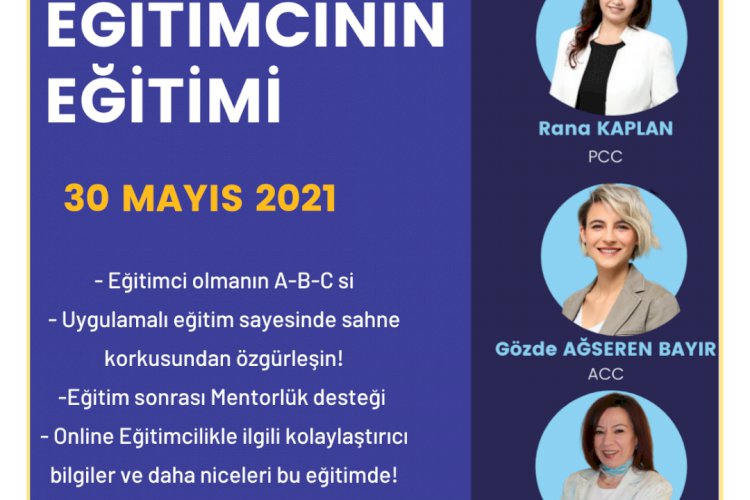 EĞİTİMCİNİN
EĞİTİMİ
30 MAYIS 2021
- Eğitimci olmanın A-B-C si
- Uygulamalı eğitim sayesinde sahne
korkusundan özgürleşin!
-Eğitim sonrası Mentorlük desteği
- Online Eğitimcilikle ilgili kolaylaştırıcı
bilgiler ve daha niceleri bu eğitimde!
Rana KAPLAN
PCC
Gözde AĞSEREN BAYIR
ACC